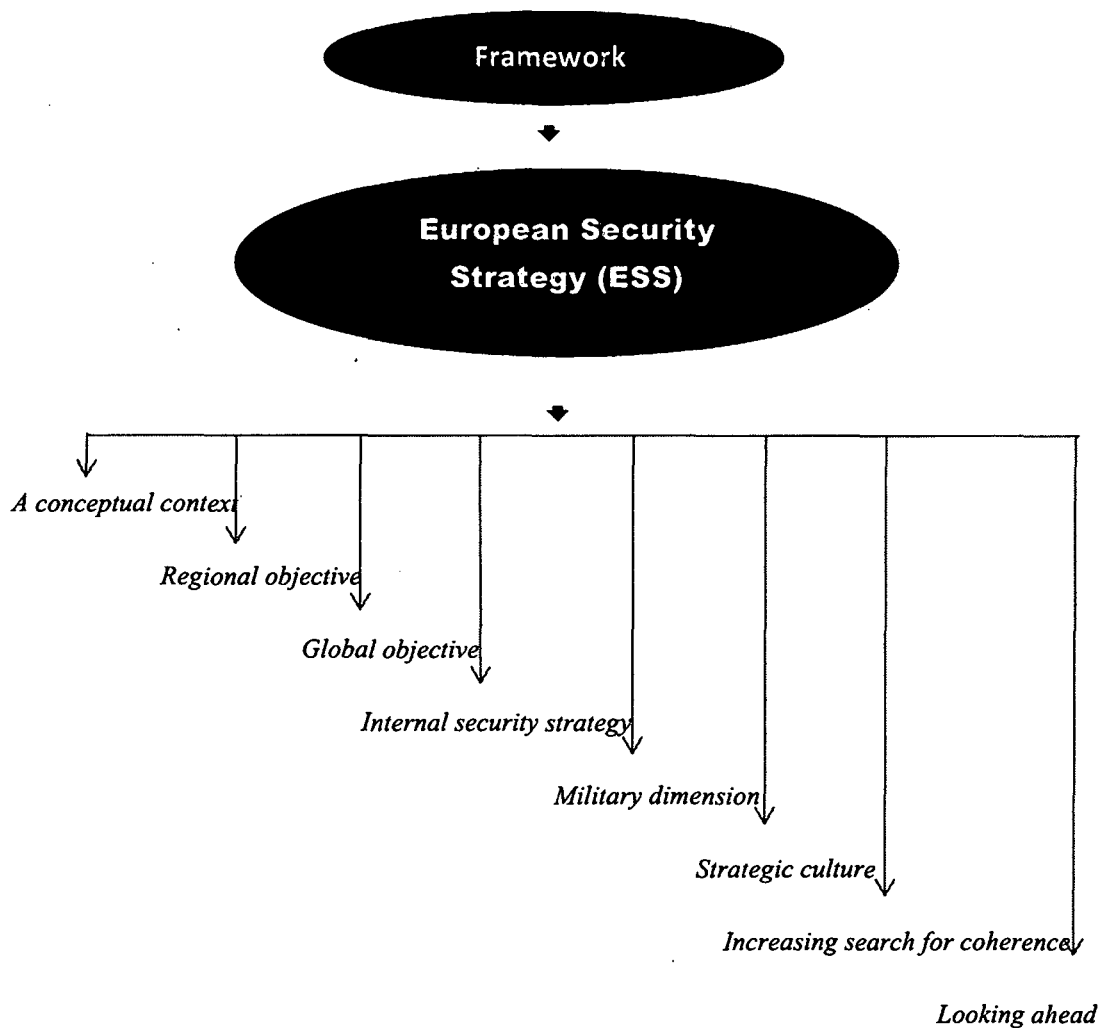 Framework
European Security
Strategy (ESS)
A conceptual context
Regional objective
Global objective
Internal security strategy
Military dimension
Strategic culture
Increasing search for coherence
Looking ahead